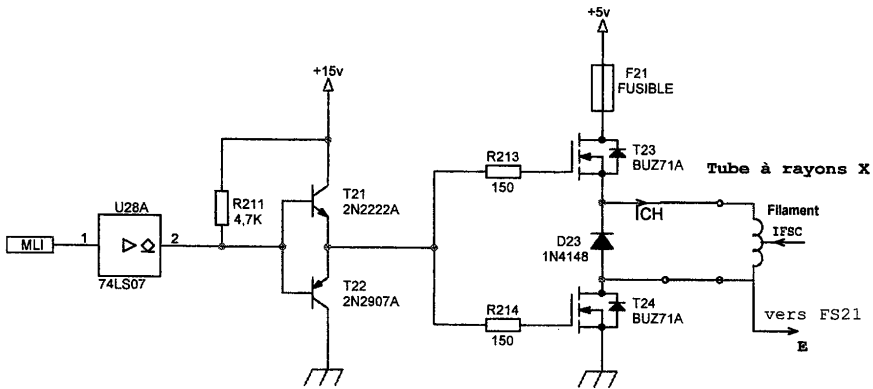 +5v
+15v
F21
FUSIBLE
T23
BUZ71A
R213
150
Tube à rayons X
U28A
R211
4,7K
T21
2N2222A
ICH
Filament
IFSC
MLI
1
2
D23
1N4148
74LS07
T22
2N2907A
R214
150
T24
BUZ71A
vers FS21
E